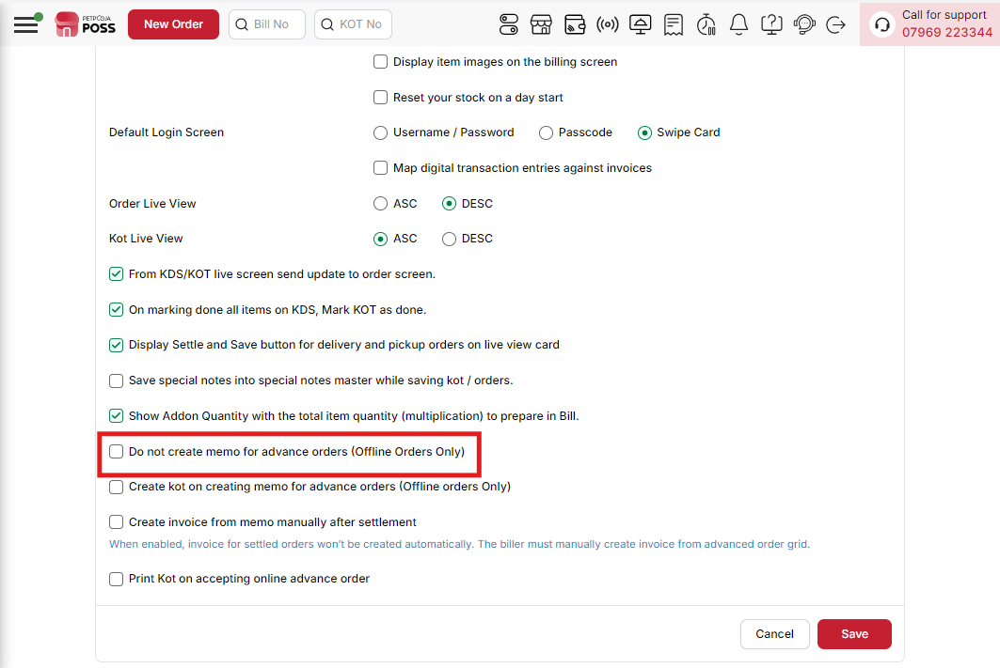 PETPOOJA
POSS
New Order
Bill No
KOT No
Call for support
07969 223344
Display item images on the billing screen
Reset your stock on a day start
Default Login Screen
Username / Password
Passcode
Swipe Card
Map digital transaction entries against invoices
Order Live View
ASC
DESC
Kot Live View
ASC
DESC
From KDS/KOT live screen send update to order screen.
On marking done all items on KDS, Mark KOT as done.
Display Settle and Save button for delivery and pickup orders on live view card
Save special notes into special notes master while saving kot / orders.
Show Addon Quantity with the total item quantity (multiplication) to prepare in Bill.
Do not create memo for advance orders (Offline Orders Only)
Create kot on creating memo for advance orders (Offline orders Only)
Create invoice from memo manually after settlement
When enabled, invoice for settled orders won't be created automatically. The biller must manually create invoice from advanced order grid.
Print Kot on accepting online advance order
Cancel
Save